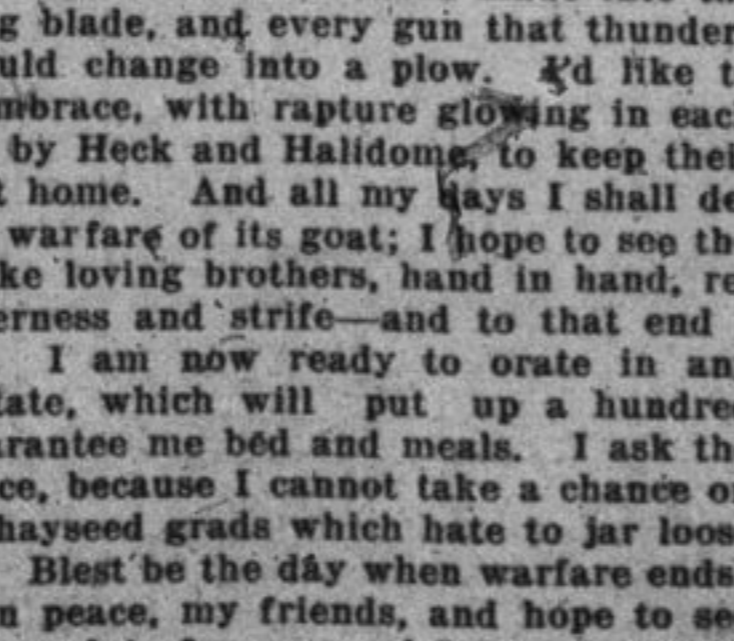 g blade, and every gun that thunder
uld change into a plow. I'd like t
mbrace, with rapture glowing in eac
by Heck and Halidome, to keep thei
t home. And all my days I shall de
warfare of its goat; I hope to see th
ke loving brothers, hand in hand, re
erness and strife—and to that end
I am now ready to orate in an
tate, which will put up a hundre
arantee me bed and meals. I ask th
ce, because I cannot take a chance o
hayseed grads which hate to jar loos
Blest be the day when warfare ends
n peace, my friends, and hope to se